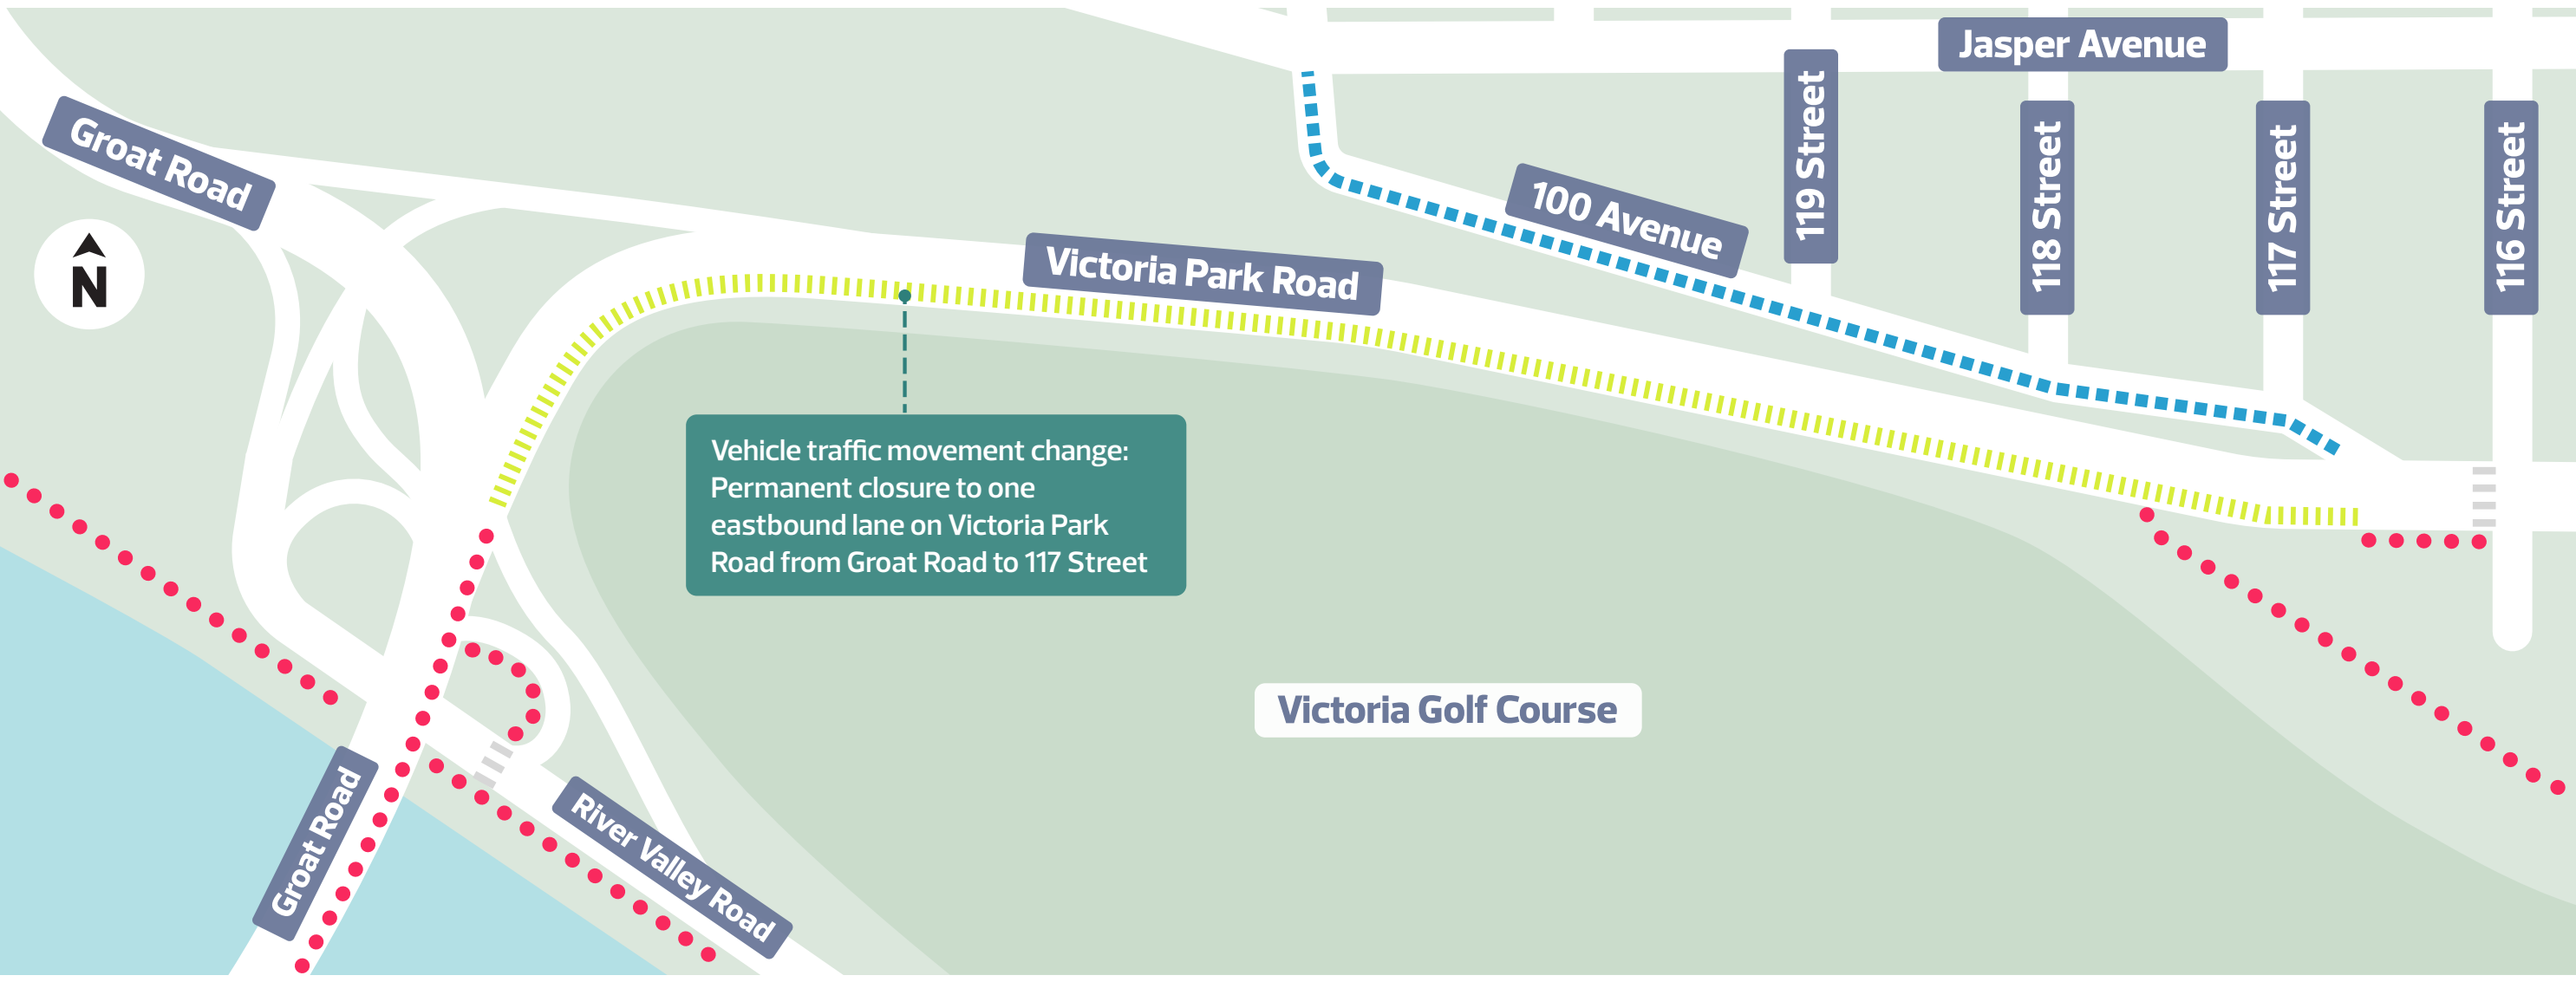 Jasper Avenue
Groat Road
119 Street
118 Street
117 Street
116 Street
100 Avenue
N
Victoria Park Road
Vehicle traffic movement change:
Permanent closure to one
eastbound lane on Victoria Park
Road from Groat Road to 117 Street
Victoria Golf Course
Groat Road
River Valley Road